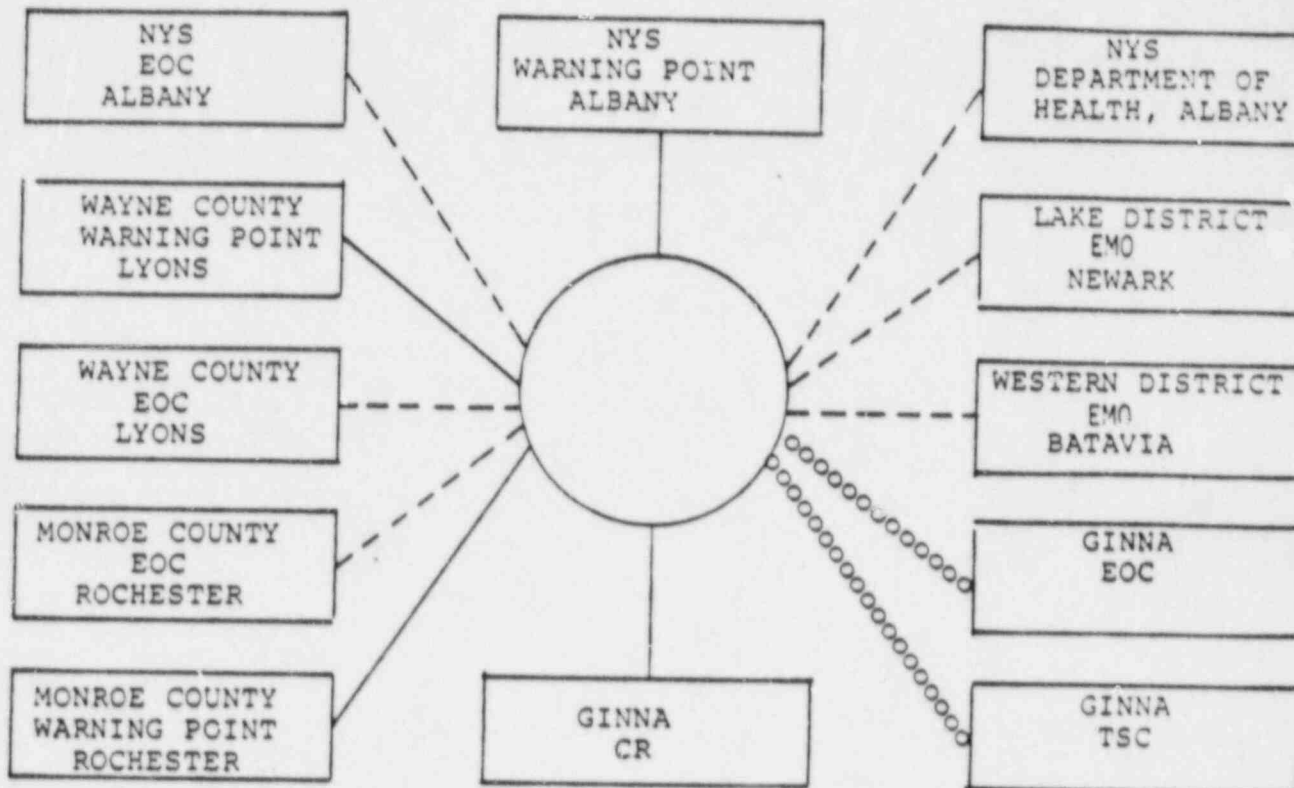 NYS
EOC
ALBANY
NYS
WARNING POINT
ALBANY
NYS
DEPARTMENT OF
HEALTH, ALBANY
WAYNE COUNTY
WARNING POINT
LYONS
LAKE DISTRICT
EMO
NEWARK
WAYNE COUNTY
EOC
LYONS
WESTERN DISTRICT
EMO
BATAVIA
MONROE COUNTY
EOC
ROCHESTER
GINNA
EOC
MONROE COUNTY
WARNING POINT
ROCHESTER
GINNA
CR
GINNA
TSC